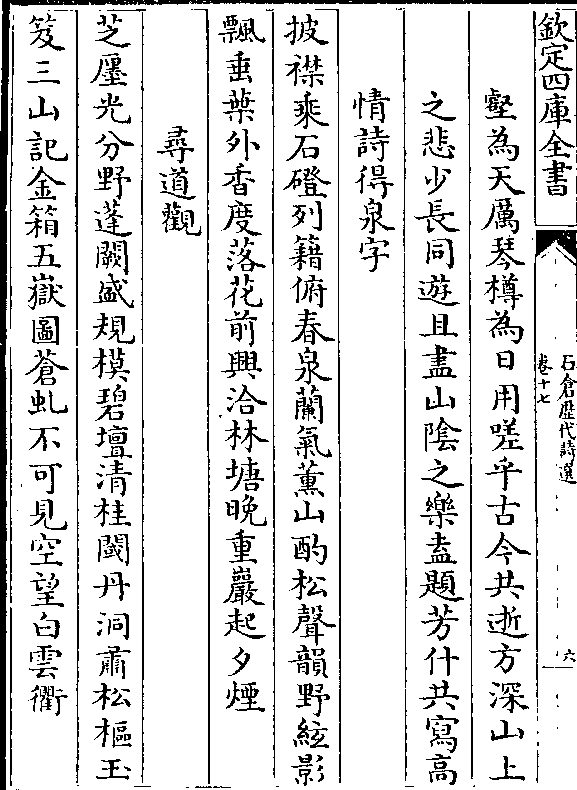 欽定四庫全書
石倉歴代詩選
卷十七
六
壑為天厲琴樽為日用嗟乎古今共逝方深山上
之悲少長同遊且盡山陰之樂盍題芳什共寫高
情詩得泉字
披襟乘石磴列籍俯春泉蘭氣薰山酌松聲韻野絃影
飄垂葉外香度落花前興洽林塘晚重巖起夕煙
尋道觀
芝廛光分野蓬闕盛規模碧壇清桂閾丹洞肅松樞玉
笈三山記金箱五嶽圖蒼虬不可見空望白雲衢